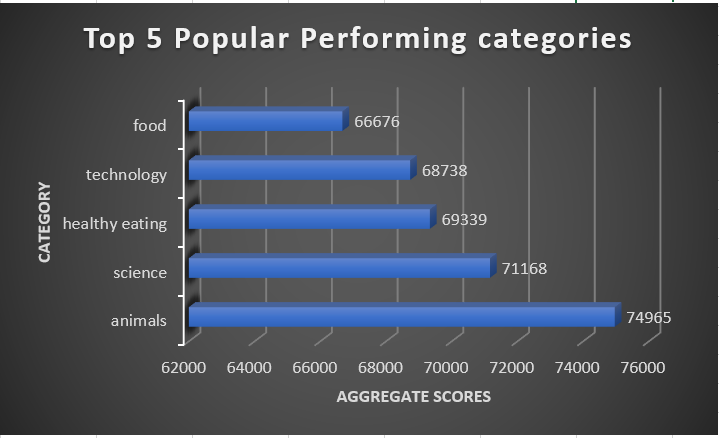 Top 5 Popular Performing categories
CATEGORY
food 66676
technology 68738
healthy eating 69339
science 71168
animals 74965
62000 64000 66000 68000 70000 72000 74000 76000
AGGREGATE SCORES